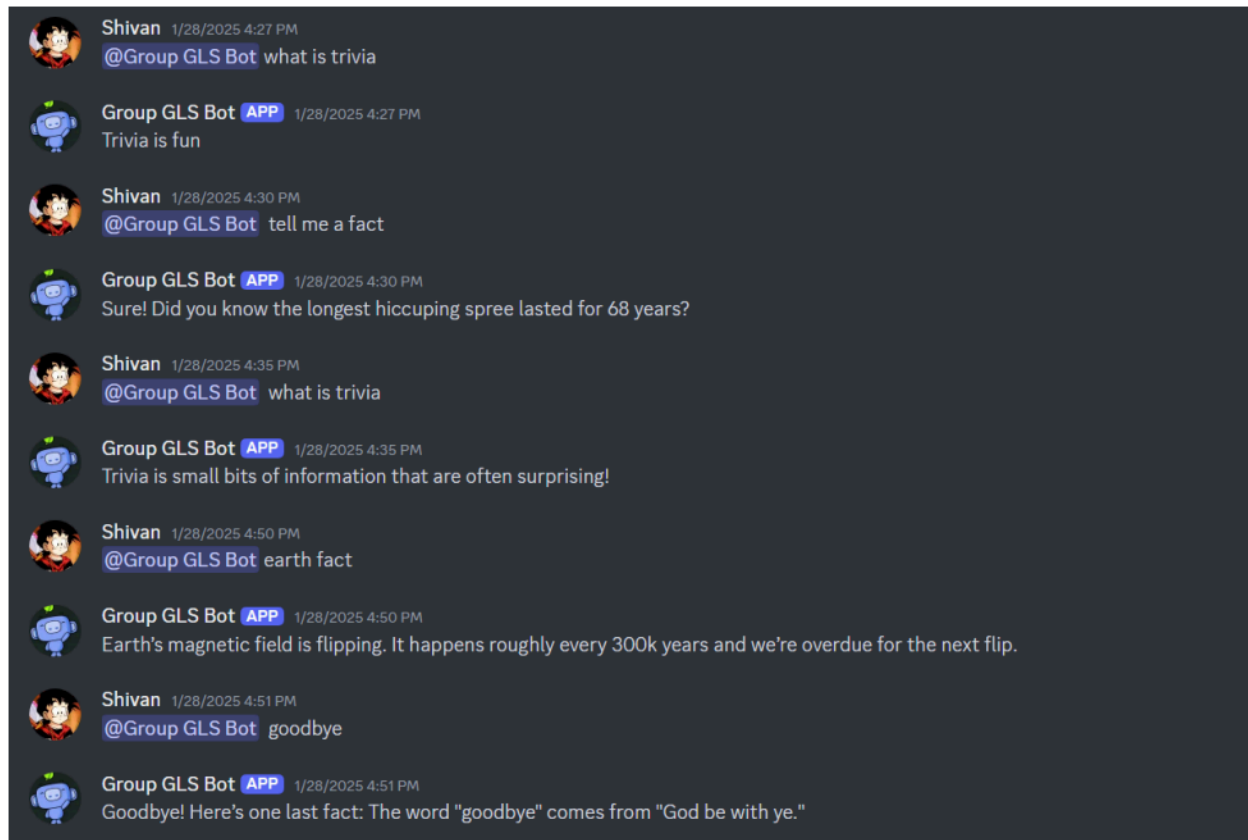 Shivan 1/28/2025 4:27 PM
@Group GLS Bot what is trivia
Group GLS Bot APP 1/28/2025 4:27 PM
Trivia is fun
Shivan 1/28/2025 4:30 PM
@Group GLS Bot tell me a fact
Group GLS Bot APP 1/28/2025 4:30 PM
Sure! Did you know the longest hiccuping spree lasted for 68 years?
Shivan 1/28/2025 4:35 PM
@Group GLS Bot what is trivia
Group GLS Bot APP 1/28/2025 4:35 PM
Trivia is small bits of information that are often surprising!
Shivan 1/28/2025 4:50 PM
@Group GLS Bot earth fact
Group GLS Bot APP 1/28/2025 4:50 PM
Earth’s magnetic field is flipping. It happens roughly every 300k years and we’re overdue for the next flip.
Shivan 1/28/2025 4:51 PM
@Group GLS Bot goodbye
Group GLS Bot APP 1/28/2025 4:51 PM
Goodbye! Here’s one last fact: The word "goodbye" comes from "God be with ye."